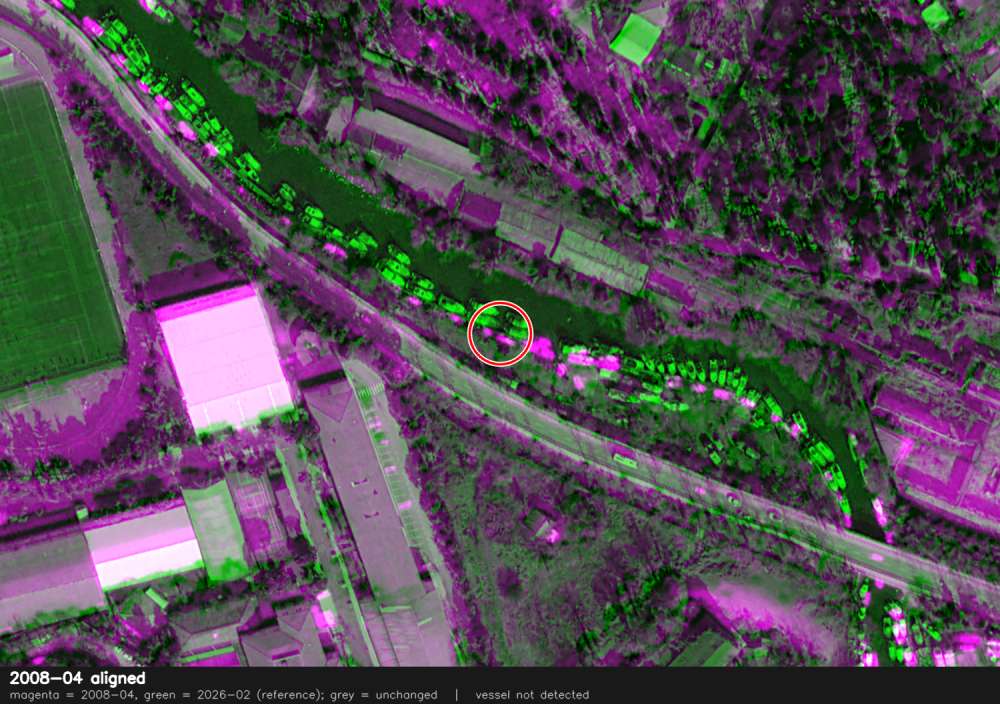 2008-04 aligned
magenta = 2008-04, green = 2026-02 (reference); grey = unchanged | vessel not detected